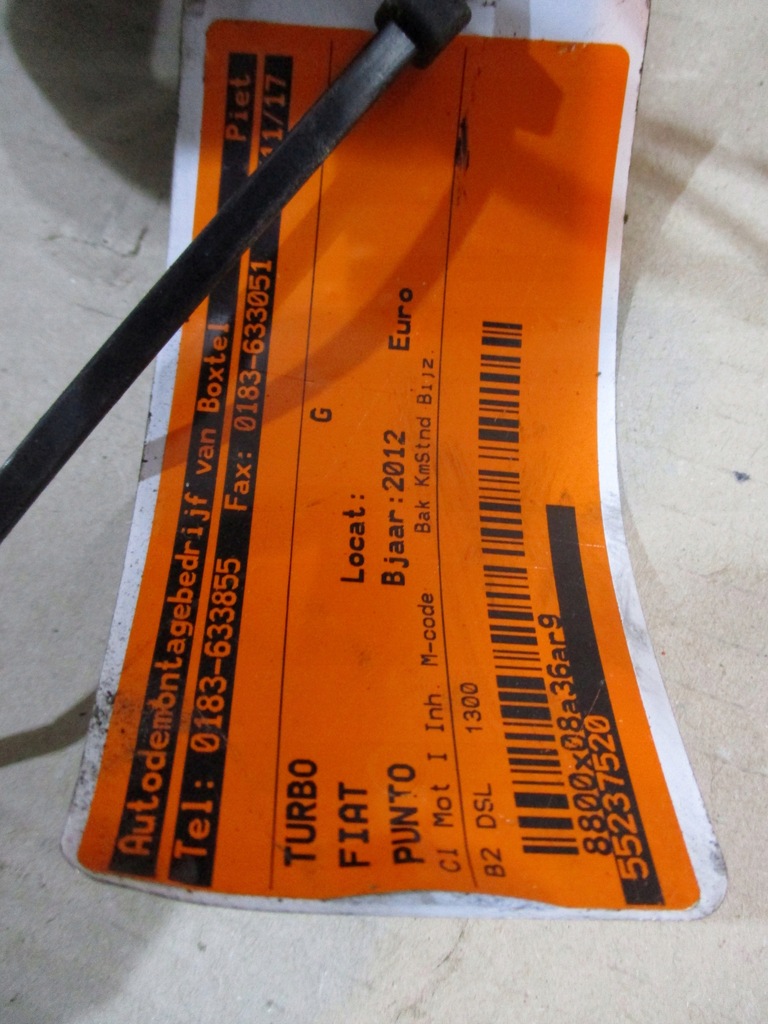 Autodemontagebedrijf van Boxtel Piet
Tel: 0183-633855 Fax: 0183-633051 11/17
TURBO G
FIAT Locat:
PUNTO Bjaar:2012 Euro
Cl Mot I Inh. M-code Bak KmStnd Bijz.
B2 DSL 1300
8800x08a36ar9
55237520